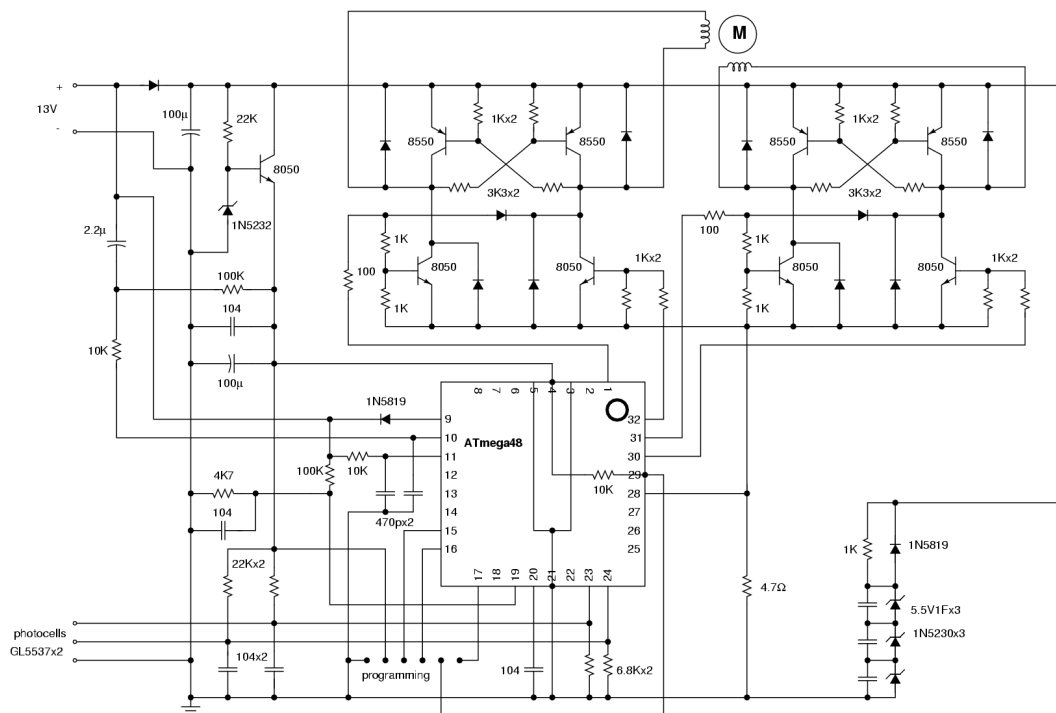 M
+
13V
-
100µ
22K
8050
1N5232
2.2µ
100K
104
10K
100µ
8550
1Kx2
8550
3K3x2
1K
100
8050
8050
1Kx2
1K
8550
1Kx2
8550
3K3x2
100
1K
8050
8050
1Kx2
1K
1N5819
8 7 6 5 4 3 2 1
9
10
11
12
13
14
15
16
ATmega48
32
31
30
29
28
27
26
25
17 18 19 20 21 22 23 24
10K
100K
10K
470px2
4K7
104
22Kx2
photocells
GL5537x2
104x2
programming
104
6.8Kx2
4.7Ω
1K
1N5819
5.5V1Fx3
1N5230x3